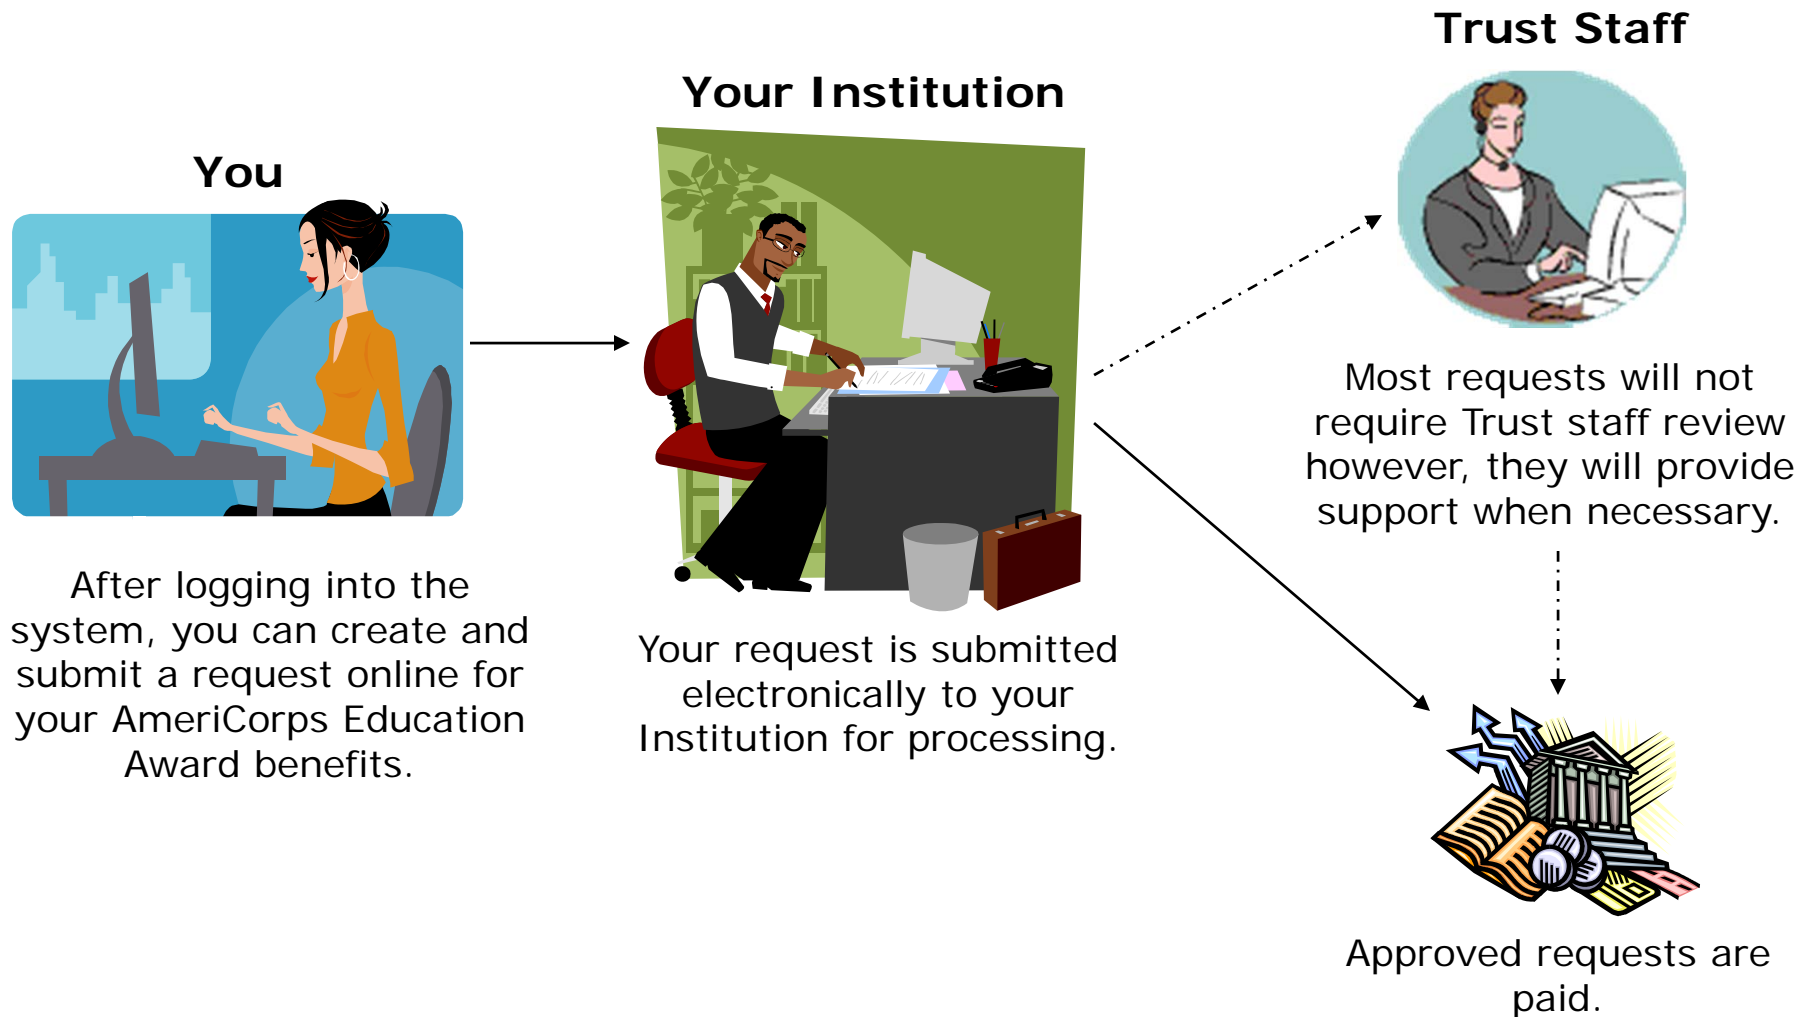 You
After logging into the
system, you can create and
submit a request online for
your AmeriCorps Education
Award benefits.
Your Institution
Your request is submitted
electronically to your
Institution for processing.
Trust Staff
Most requests will not
require Trust staff review
however, they will provide
support when necessary.
Approved requests are
paid.